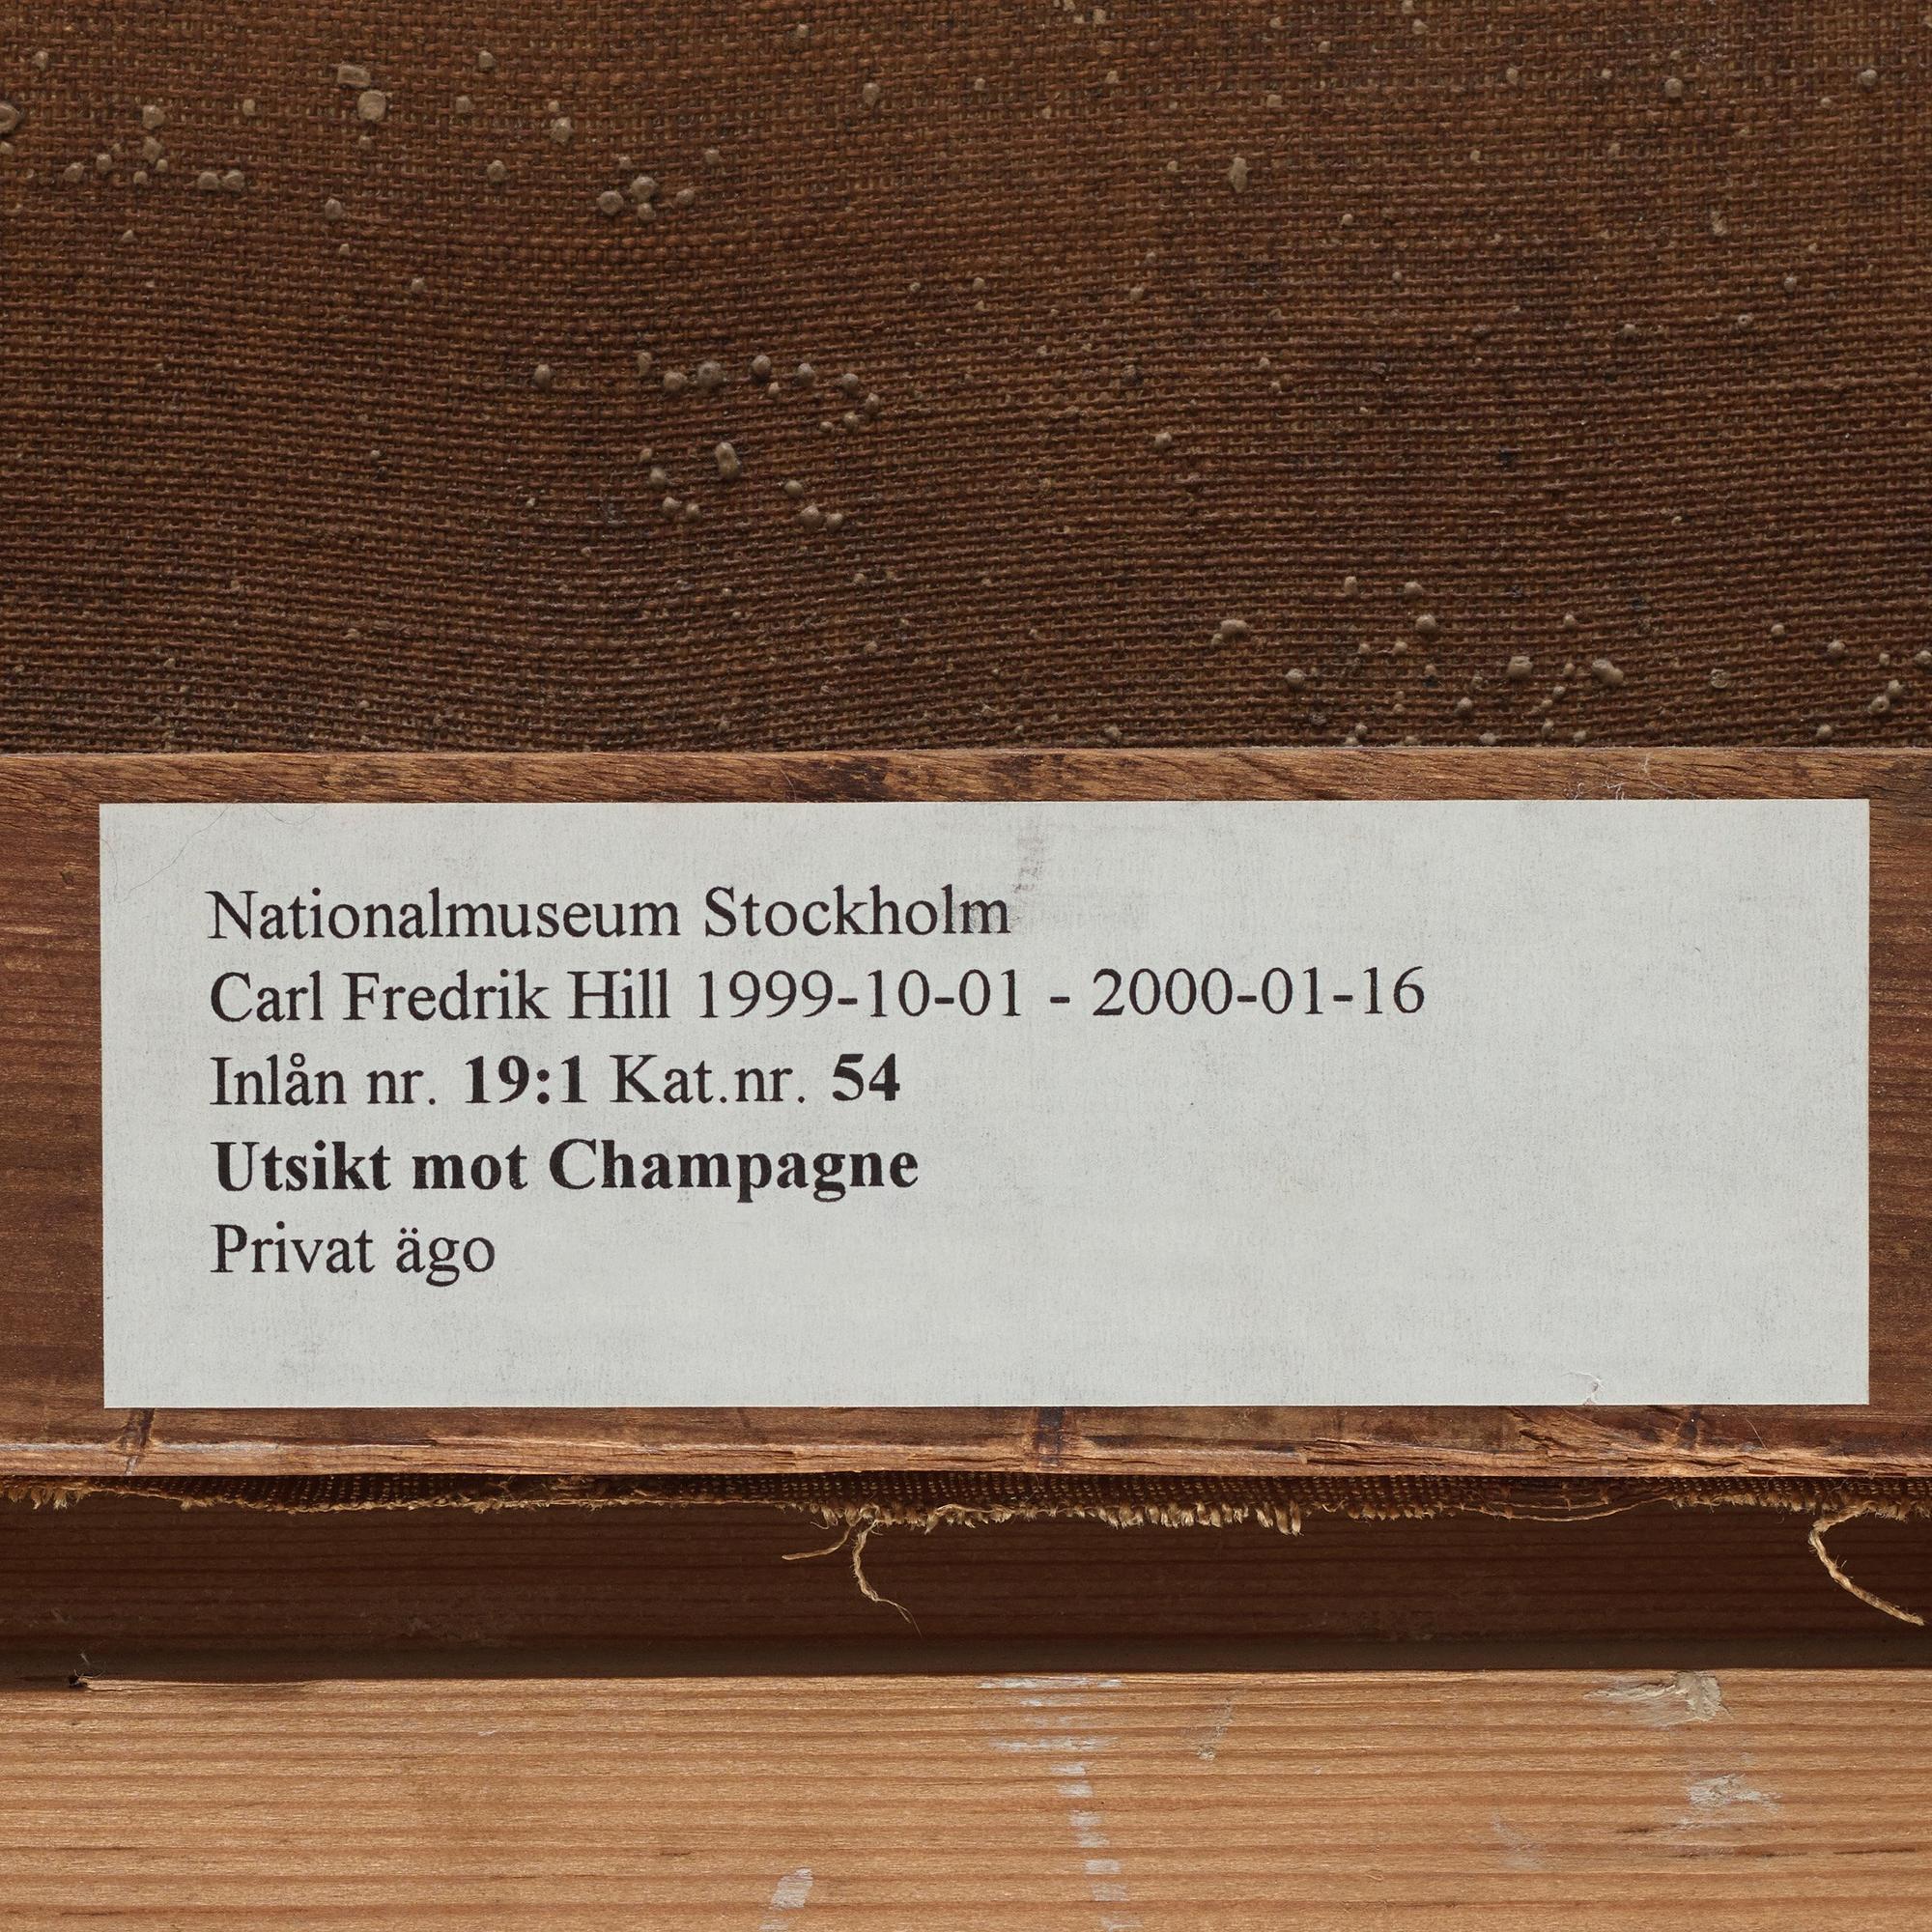 Nationalmuseum Stockholm
Carl Fredrik Hill 1999-10-01 - 2000-01-16
Inlån nr. 19:1 Kat.nr. 54
Utsikt mot Champagne
Privat ägo